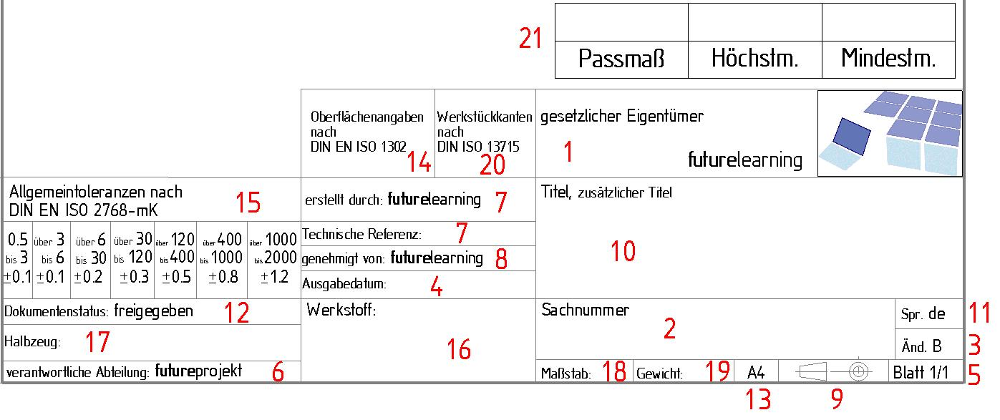 21
Passmaß Höchstm. Mindestm.
Oberflächenangaben
nach
DIN EN ISO 1302
14
Werkstückkanten
nach
DIN ISO 13715
20
gesetzlicher Eigentümer
1
futurelearning
Allgemeintoleranzen nach
DIN EN ISO 2768-mK
15
0.5 über 3 über 6 über 30 über 120 über 400 über 1000
bis 3 bis 6 bis 30 bis 120 bis 400 bis 1000 bis 2000
±0.1 ±0.1 ±0.2 ±0.3 ±0.5 ±0.8 ±1.2
erstellt durch: futurelearning 7
Technische Referenz: 7
genehmigt von: futurelearning 8
Ausgabedatum: 4
Titel, zusätzlicher Titel
10
Dokumentenstatus: freigegeben 12
Halbzeug: 17
verantwortliche Abteilung: futureprojekt 6
Werkstoff:
16
Sachnummer
2
Spr. de 11
Änd. B 3
Maßstab: 18 Gewicht: 19 A4 Blatt 1/1 5
13 9